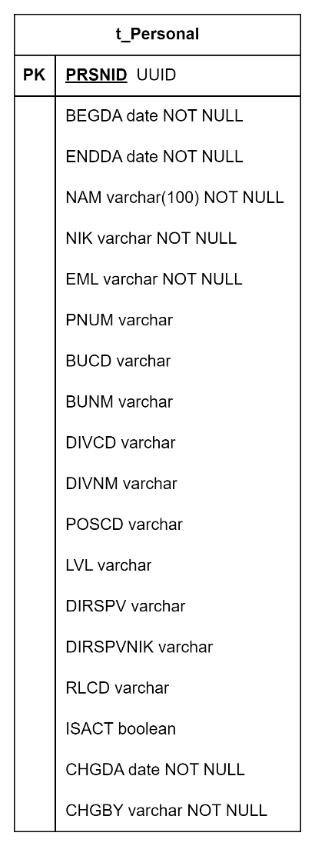 t_Personal
PK PRSNID UUID
BEGDA date NOT NULL
ENDDA date NOT NULL
NAM varchar(100) NOT NULL
NIK varchar NOT NULL
EML varchar NOT NULL
PNUM varchar
BUCD varchar
BUNM varchar
DIVCD varchar
DIVNM varchar
POSCD varchar
LVL varchar
DIRSPV varchar
DIRSPVNIK varchar
RLCD varchar
ISACT boolean
CHGDA date NOT NULL
CHGBY varchar NOT NULL